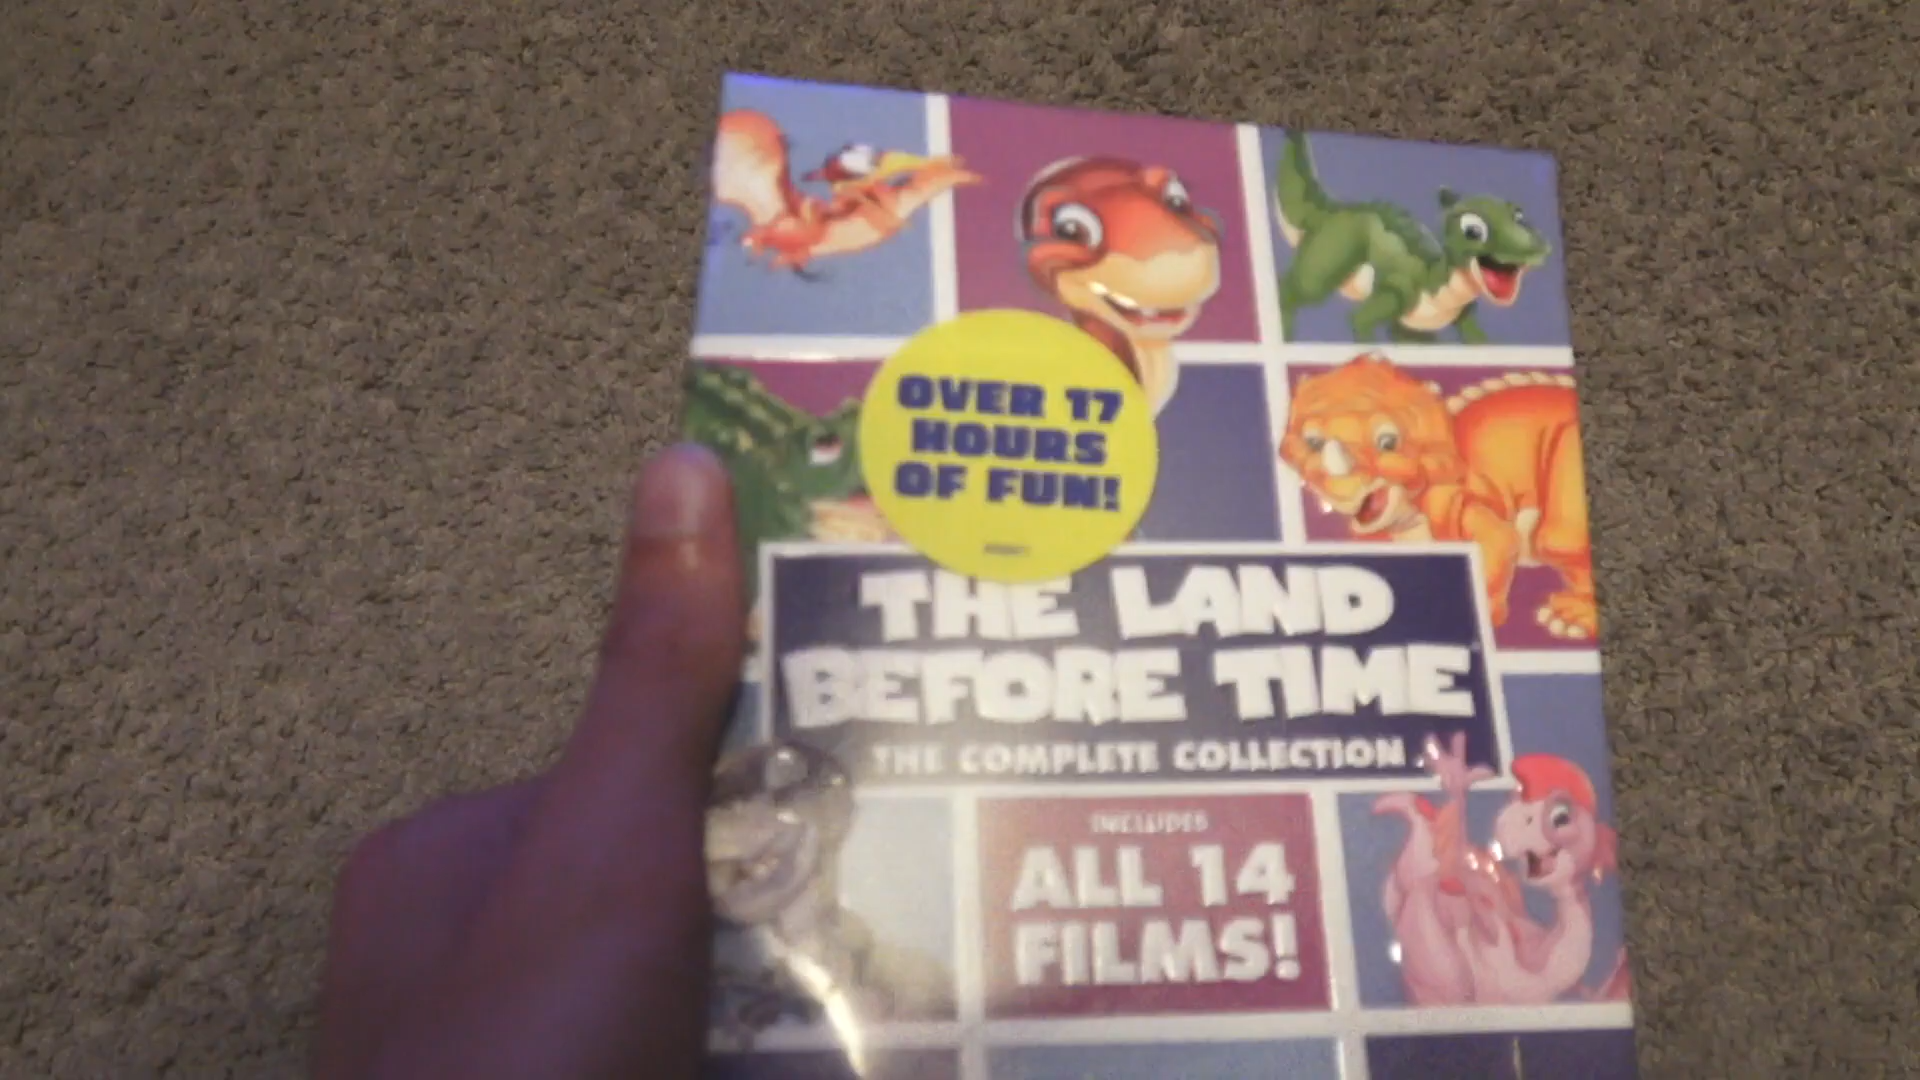 OVER 17
HOURS
OF FUN!
THE LAND
BEFORE TIME
THE COMPLETE COLLECTION
INCLUDES
ALL 14
FILMS!